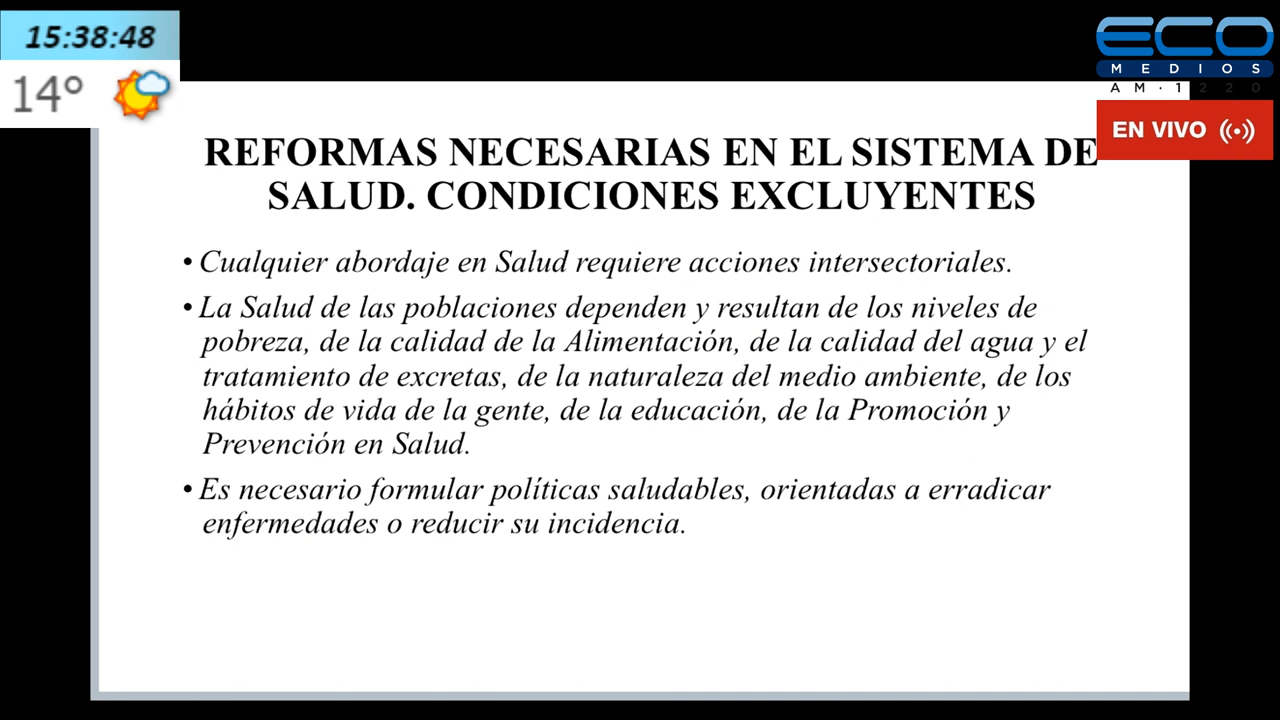 15:38:48
14°
ECO
MEDIOS
AM·1220
EN VIVO
REFORMAS NECESARIAS EN EL SISTEMA DE
SALUD. CONDICIONES EXCLUYENTES
• Cualquier abordaje en Salud requiere acciones intersectoriales.
• La Salud de las poblaciones dependen y resultan de los niveles de
pobreza, de la calidad de la Alimentación, de la calidad del agua y el
tratamiento de excretas, de la naturaleza del medio ambiente, de los
hábitos de vida de la gente, de la educación, de la Promoción y
Prevención en Salud.
• Es necesario formular políticas saludables, orientadas a erradicar
enfermedades o reducir su incidencia.